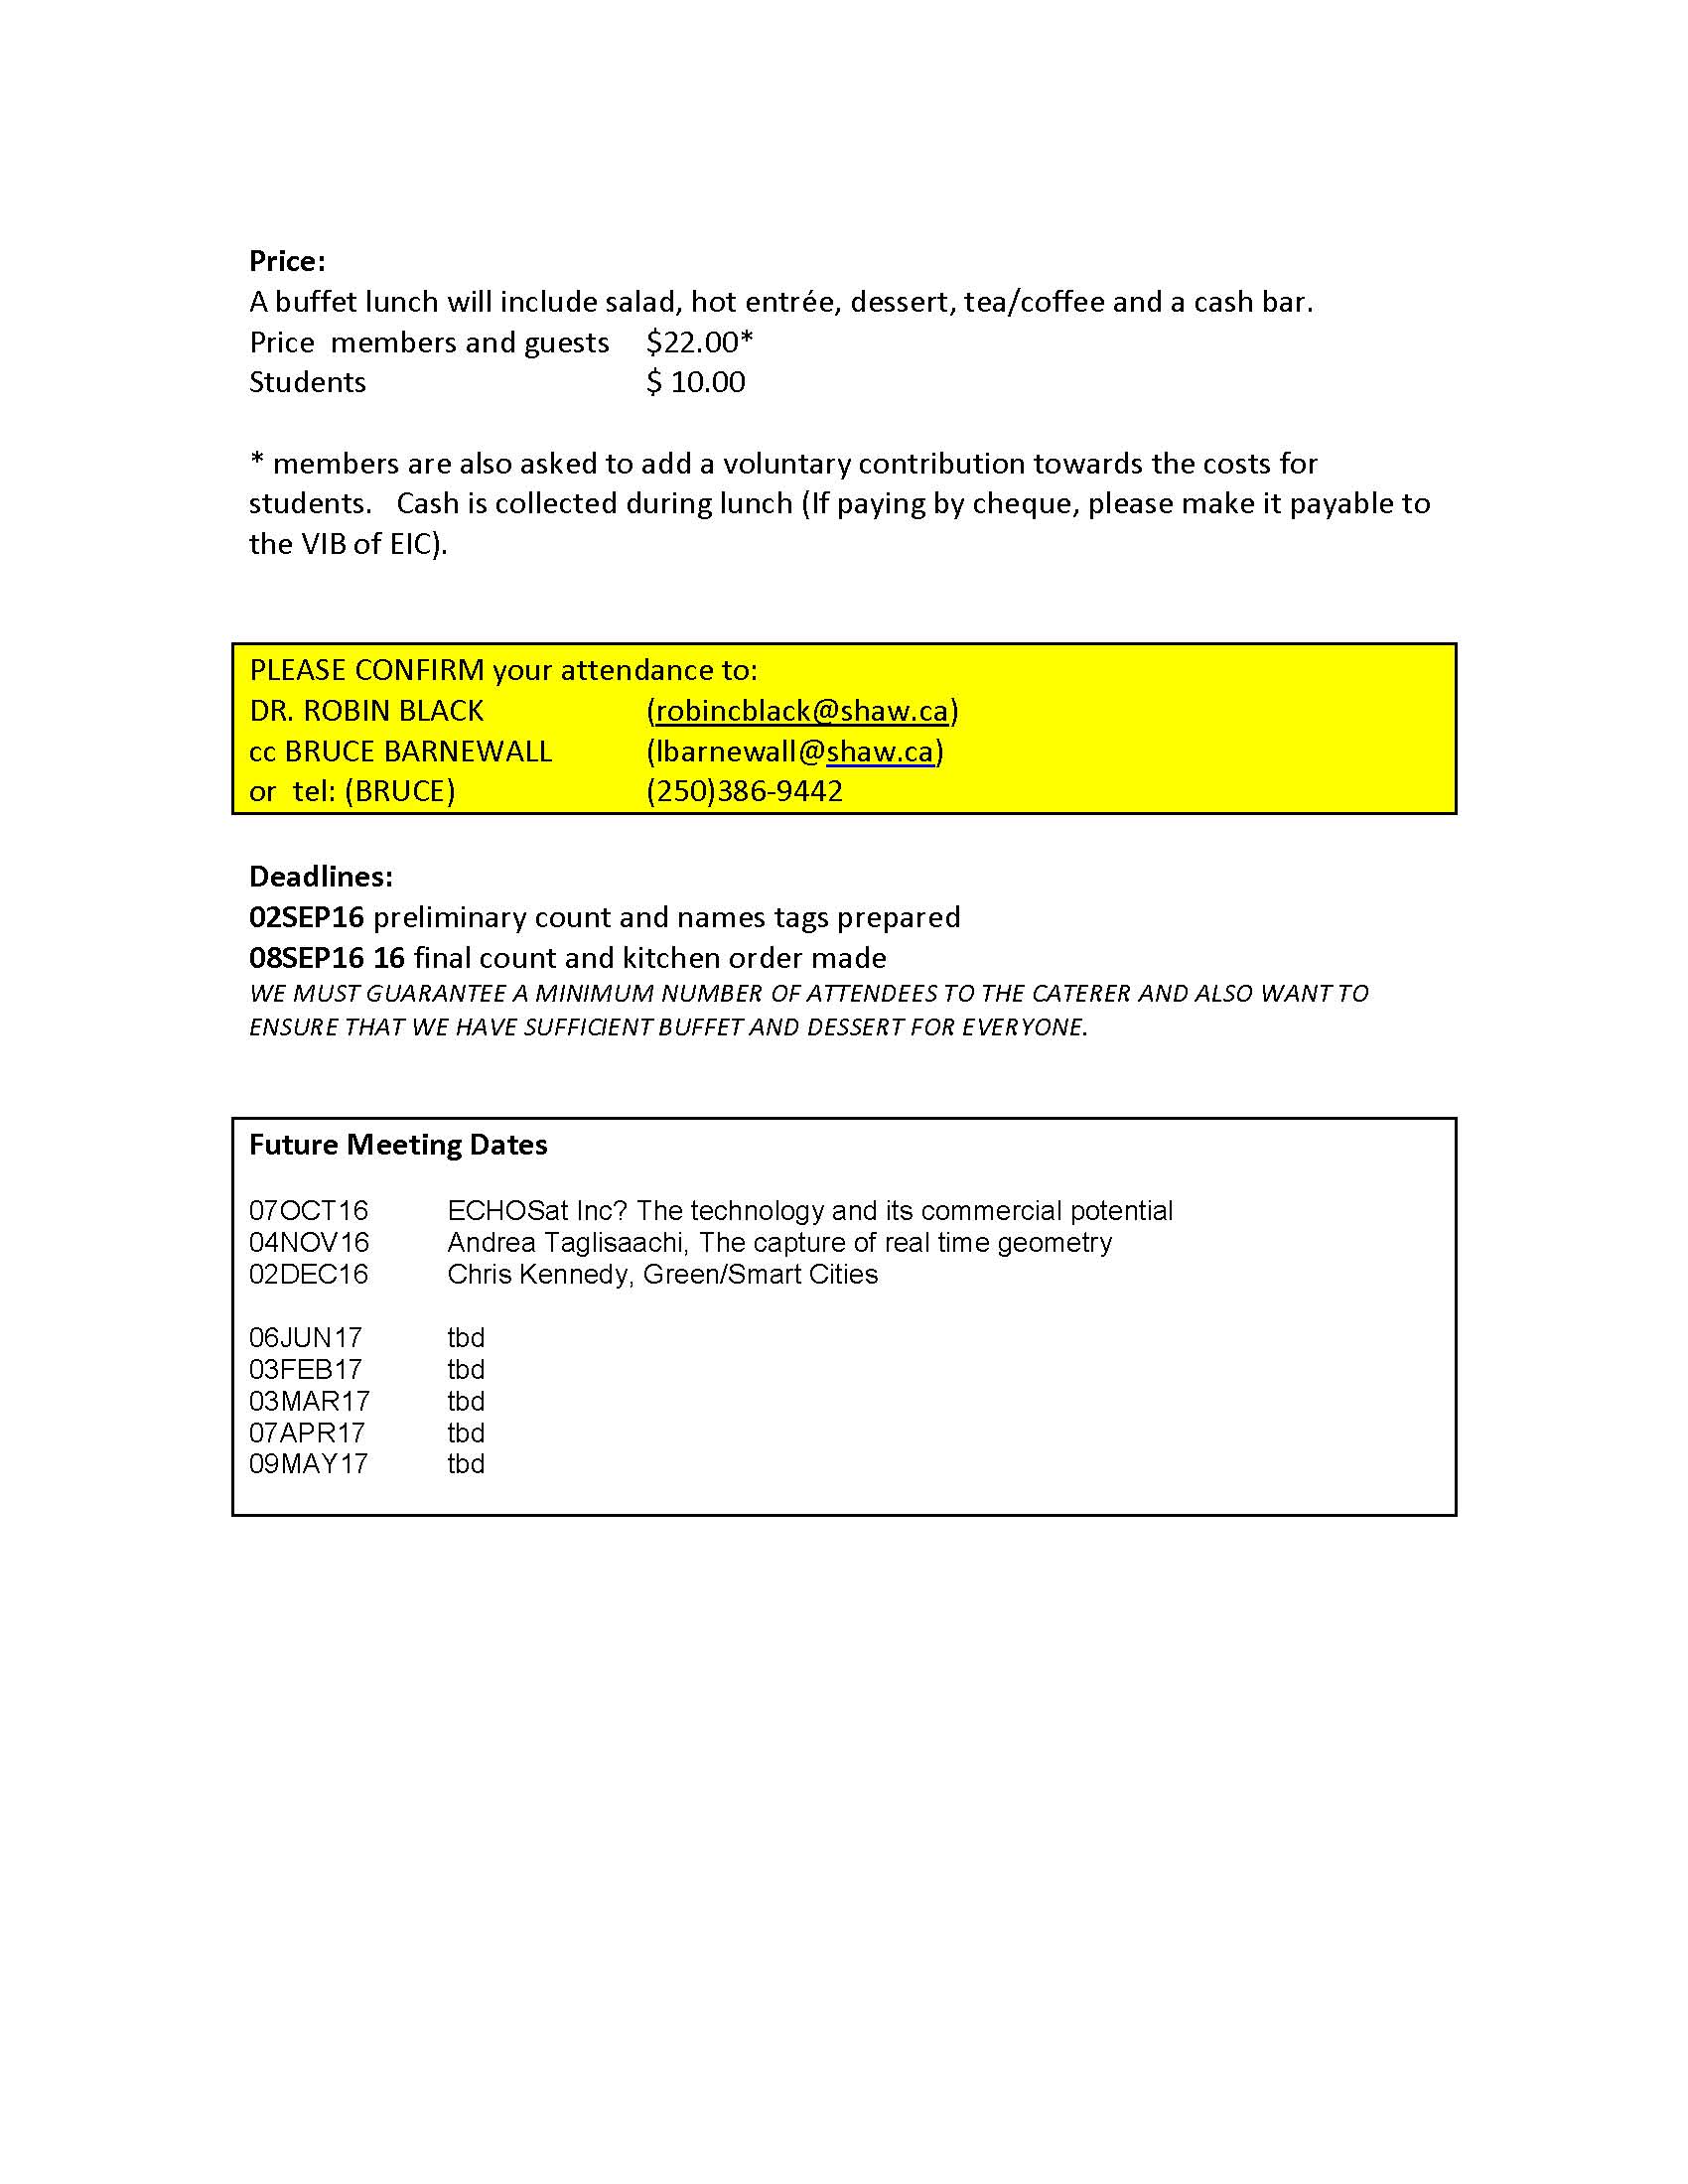 Price:
A buffet lunch will include salad, hot entrée, dessert, tea/coffee and a cash bar.
Price  members and guests    $22.00*
Students    $ 10.00
* members are also asked to add a voluntary contribution towards the costs for
students.   Cash is collected during lunch (If paying by cheque, please make it payable to
the VIB of EIC).
PLEASE CONFIRM your attendance to:
DR. ROBIN BLACK    (robincblack@shaw.ca)
cc BRUCE BARNEWALL    (lbarnewall@shaw.ca)
or  tel: (BRUCE)    (250)386-9442
Deadlines:
02SEP16 preliminary count and names tags prepared
08SEP16 16 final count and kitchen order made
WE MUST GUARANTEE A MINIMUM NUMBER OF ATTENDEES TO THE CATERER AND ALSO WANT TO
ENSURE THAT WE HAVE SUFFICIENT BUFFET AND DESSERT FOR EVERYONE.
Future Meeting Dates
07OCT16    ECHOSat Inc? The technology and its commercial potential
04NOV16    Andrea Taglisaachi, The capture of real time geometry
02DEC16    Chris Kennedy, Green/Smart Cities
06JUN17    tbd
03FEB17    tbd
03MAR17    tbd
07APR17    tbd
09MAY17    tbd